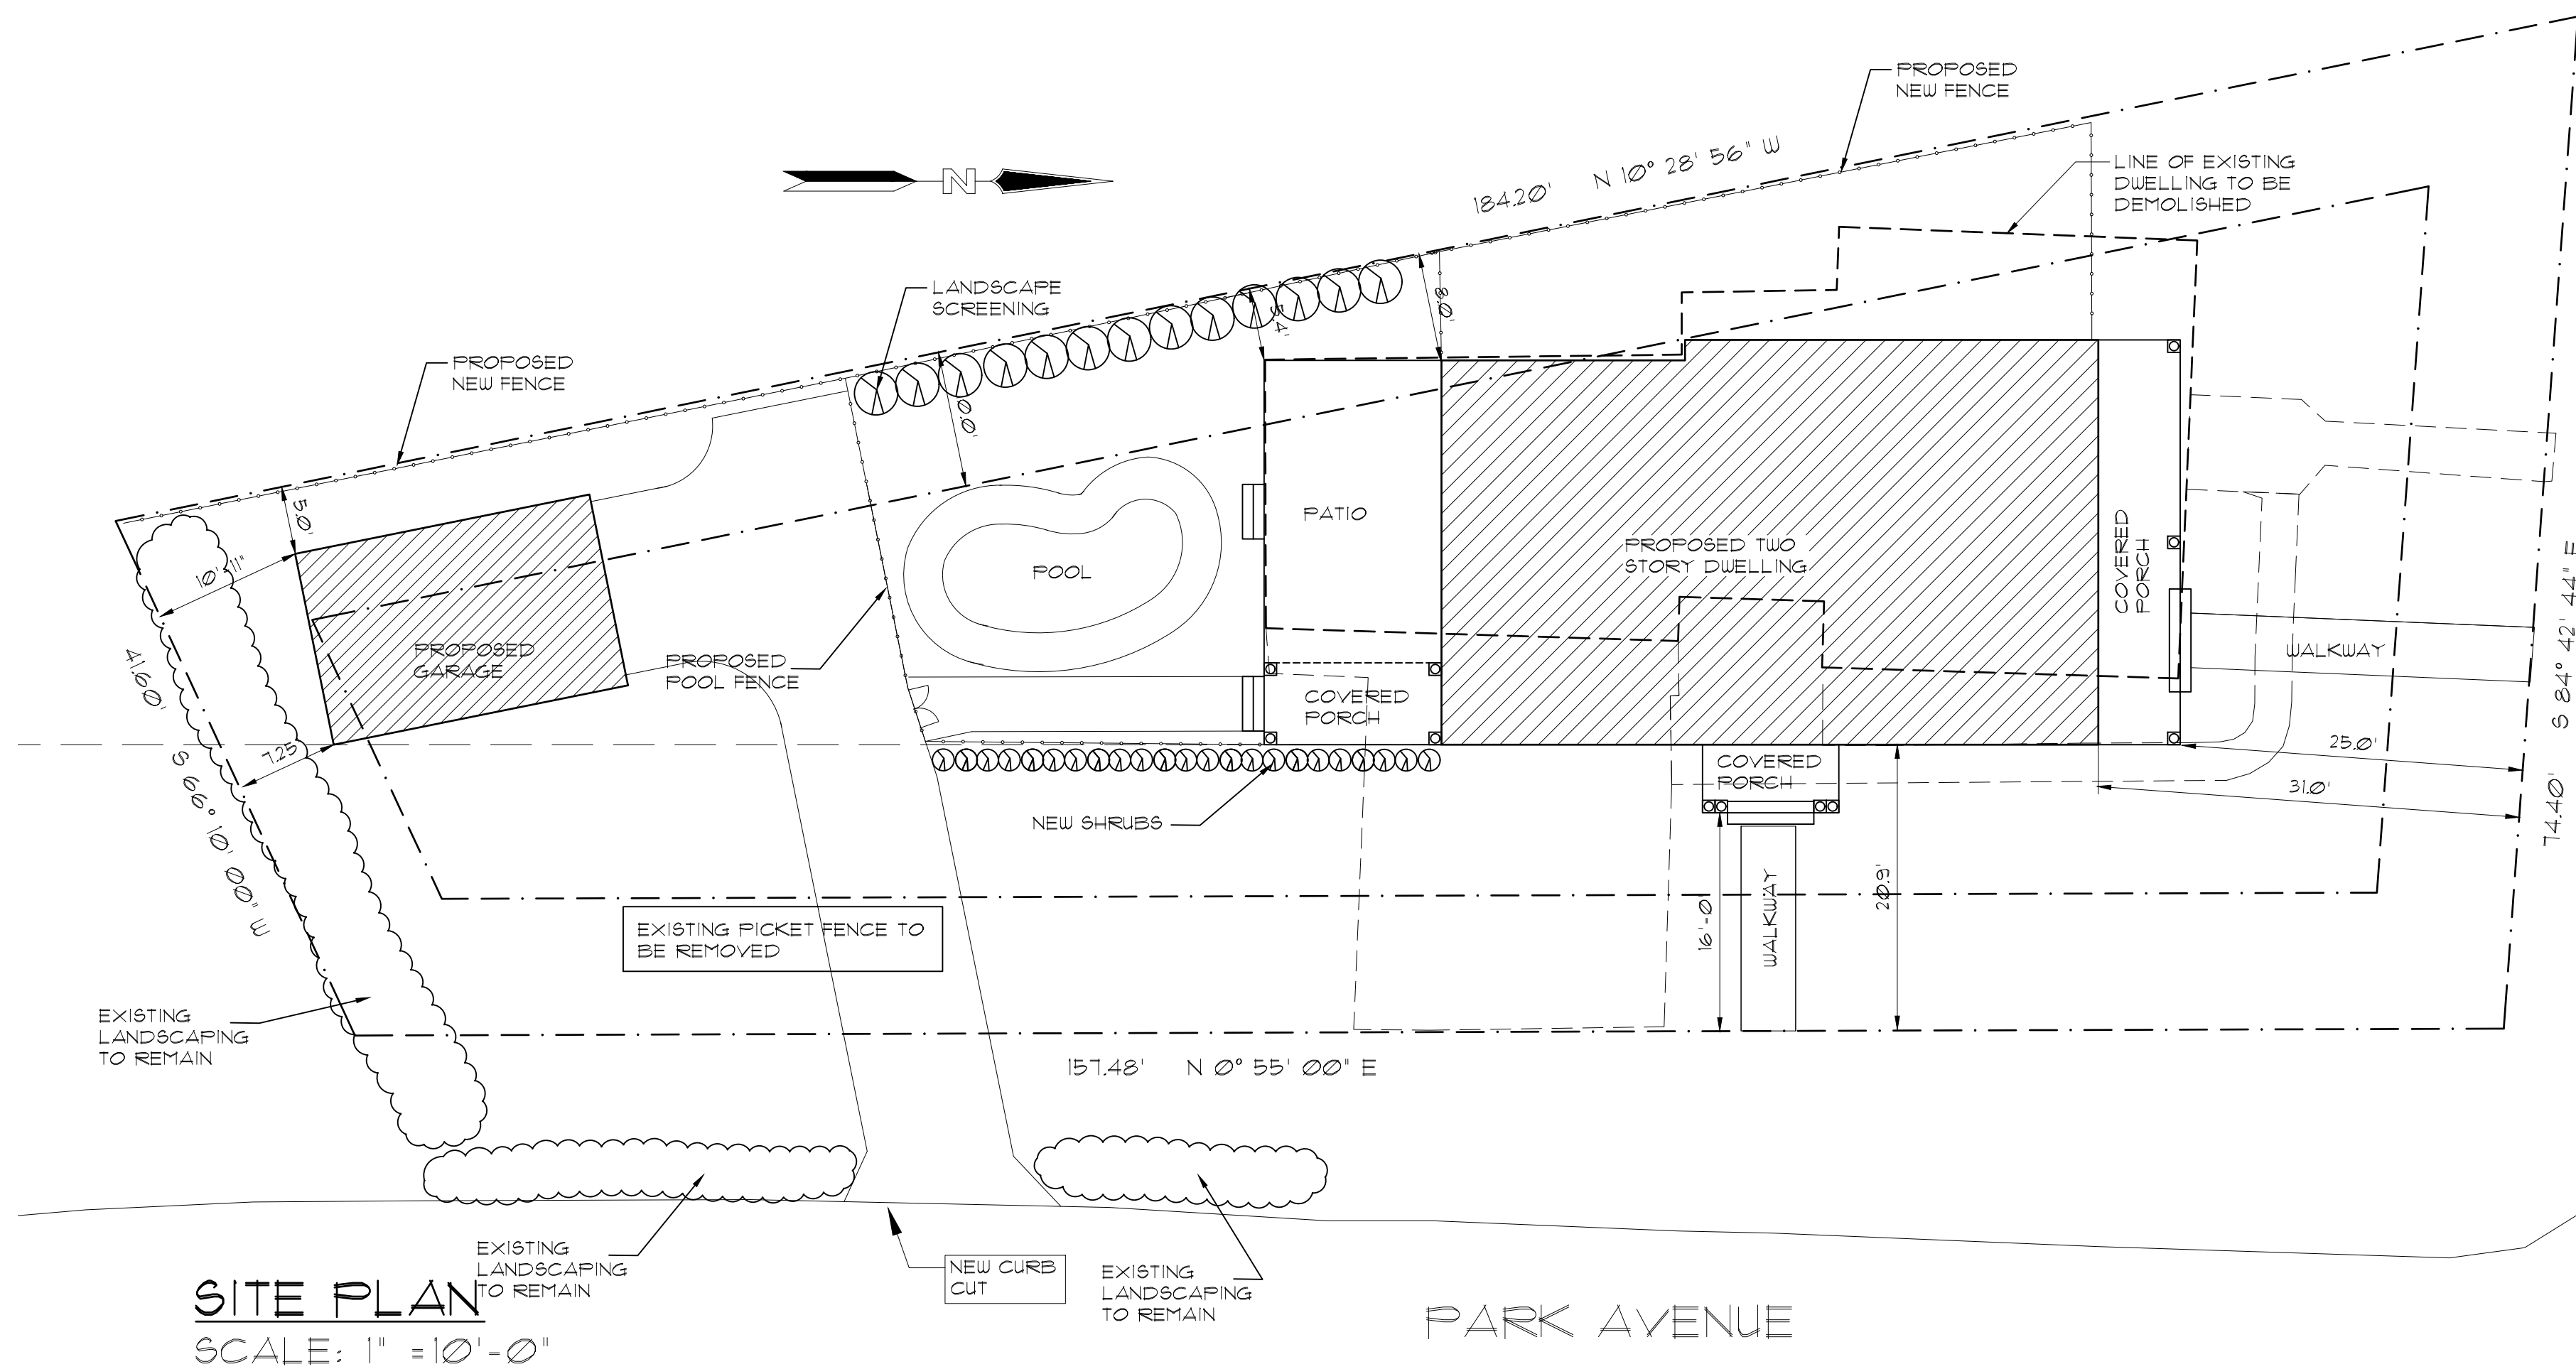 PROPOSED
NEW FENCE
LINE OF EXISTING
DWELLING TO BE
DEMOLISHED
184.20' N 10° 28' 56" W
N
LANDSCAPE
SCREENING
PROPOSED
NEW FENCE
8.0'
5.4'
0.0'
5.0'
10'-11"
PATIO
POOL
PROPOSED TWO
STORY DWELLING
COVERED
PORCH
WALKWAY
PROPOSED
GARAGE
PROPOSED
POOL FENCE
COVERED
PORCH
COVERED
PORCH
7.25
41.60' S 66° 10' 00" W
25.0'
31.0'
74.40' S 84° 42' 44" E
NEW SHRUBS
16'-0"
WALKWAY
20.9'
EXISTING PICKET FENCE TO
BE REMOVED
EXISTING
LANDSCAPING
TO REMAIN
157.48' N 0° 55' 00" E
EXISTING
LANDSCAPING
TO REMAIN
NEW CURB
CUT
EXISTING
LANDSCAPING
TO REMAIN
SITE PLAN
SCALE: 1" =10'-0"
PARK AVENUE